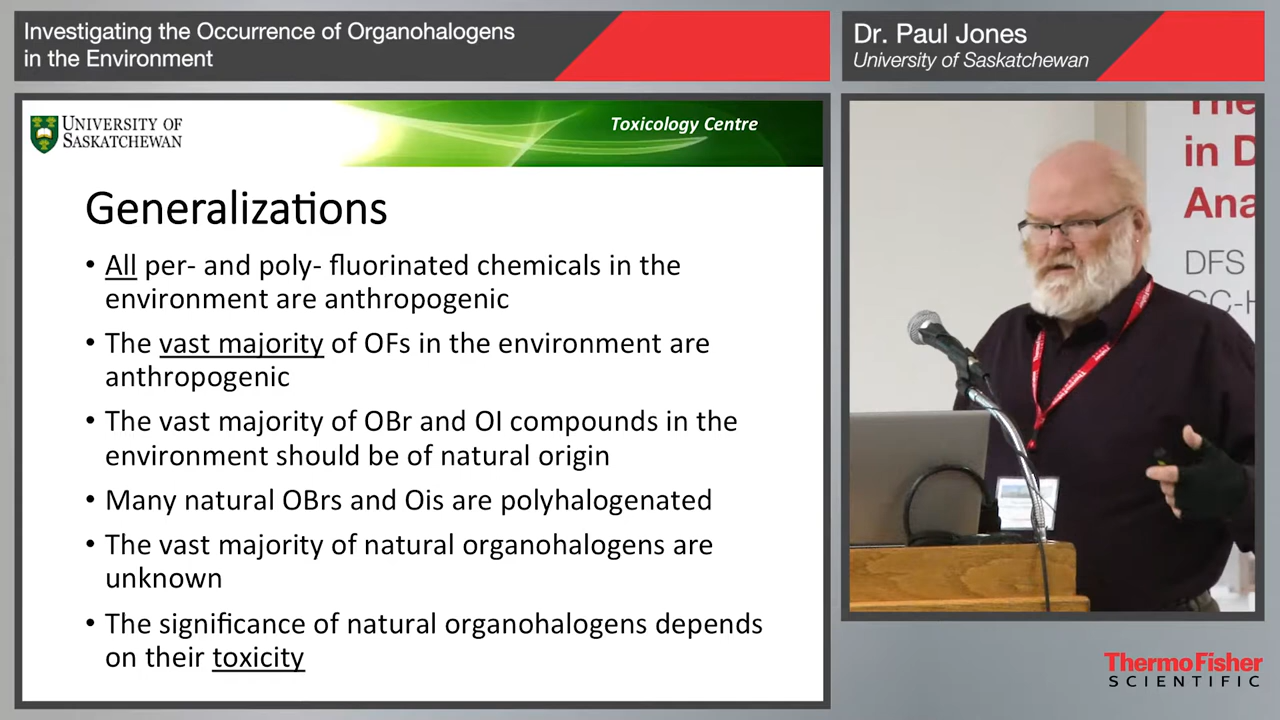 Investigating the Occurrence of Organohalogens
in the Environment
Dr. Paul Jones
University of Saskatchewan
UNIVERSITY OF
SASKATCHEWAN
Toxicology Centre
Generalizations
• All per- and poly- fluorinated chemicals in the
environment are anthropogenic
• The vast majority of OFs in the environment are
anthropogenic
• The vast majority of OBr and OI compounds in the
environment should be of natural origin
• Many natural OBrs and Ois are polyhalogenated
• The vast majority of natural organohalogens are
unknown
• The significance of natural organohalogens depends
on their toxicity
in D
Ana
DFS
ThermoFisher
SCIENTIFIC